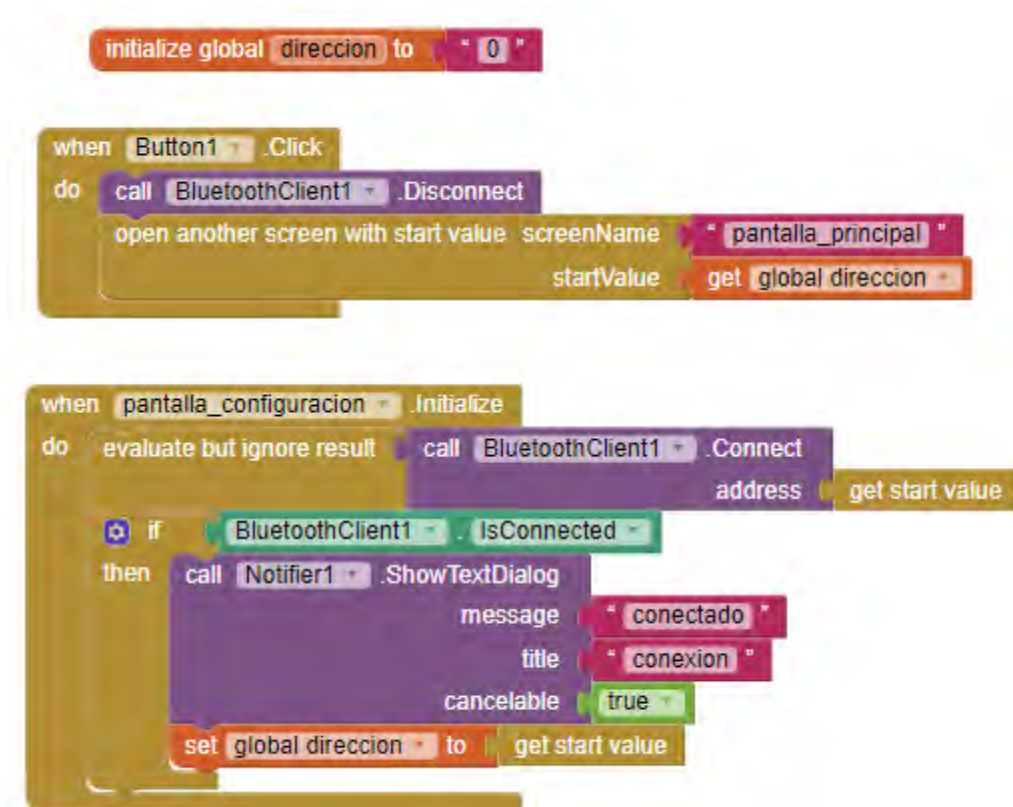 initialize global direccion to " 0 "
when Button1 .Click
do call BluetoothClient1 .Disconnect
open another screen with start value screenName " pantalla_principal "
startValue get global direccion
when pantalla_configuracion .Initialize
do evaluate but ignore result call BluetoothClient1 .Connect
address get start value
if BluetoothClient1 . IsConnected
then call Notifier1 .ShowTextDialog
message " conectado "
title " conexion "
cancelable true
set global direccion to get start value